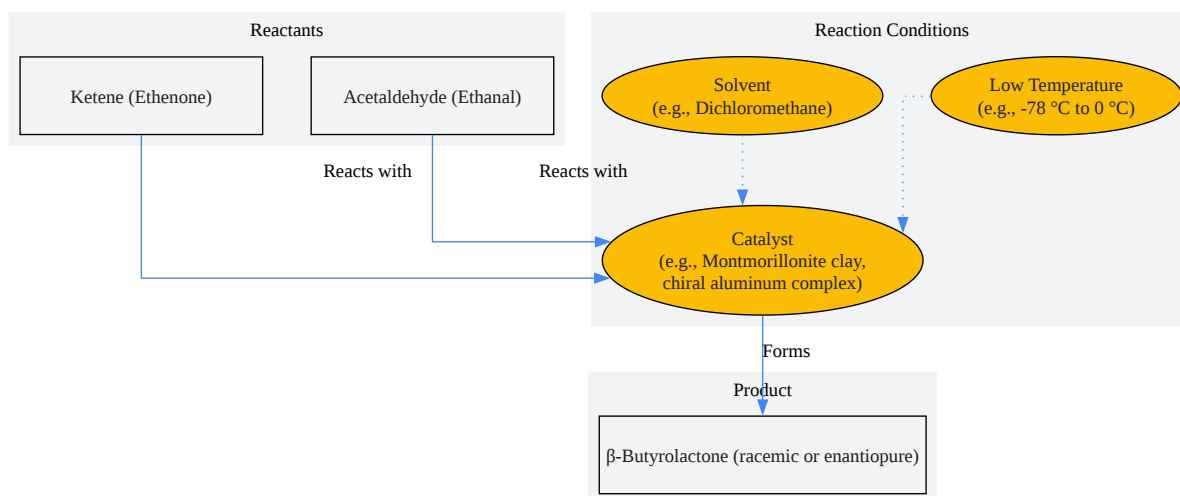 Reactants
Reaction Conditions
Ketene (Ethenone)
Acetaldehyde (Ethanal)
Solvent
(e.g., Dichloromethane)
Low Temperature
(e.g., -78 °C to 0 °C)
Reacts with
Reacts with
Catalyst
(e.g., Montmorillonite clay,
chiral aluminum complex)
Forms
Product
β-Butyrolactone (racemic or enantiopure)